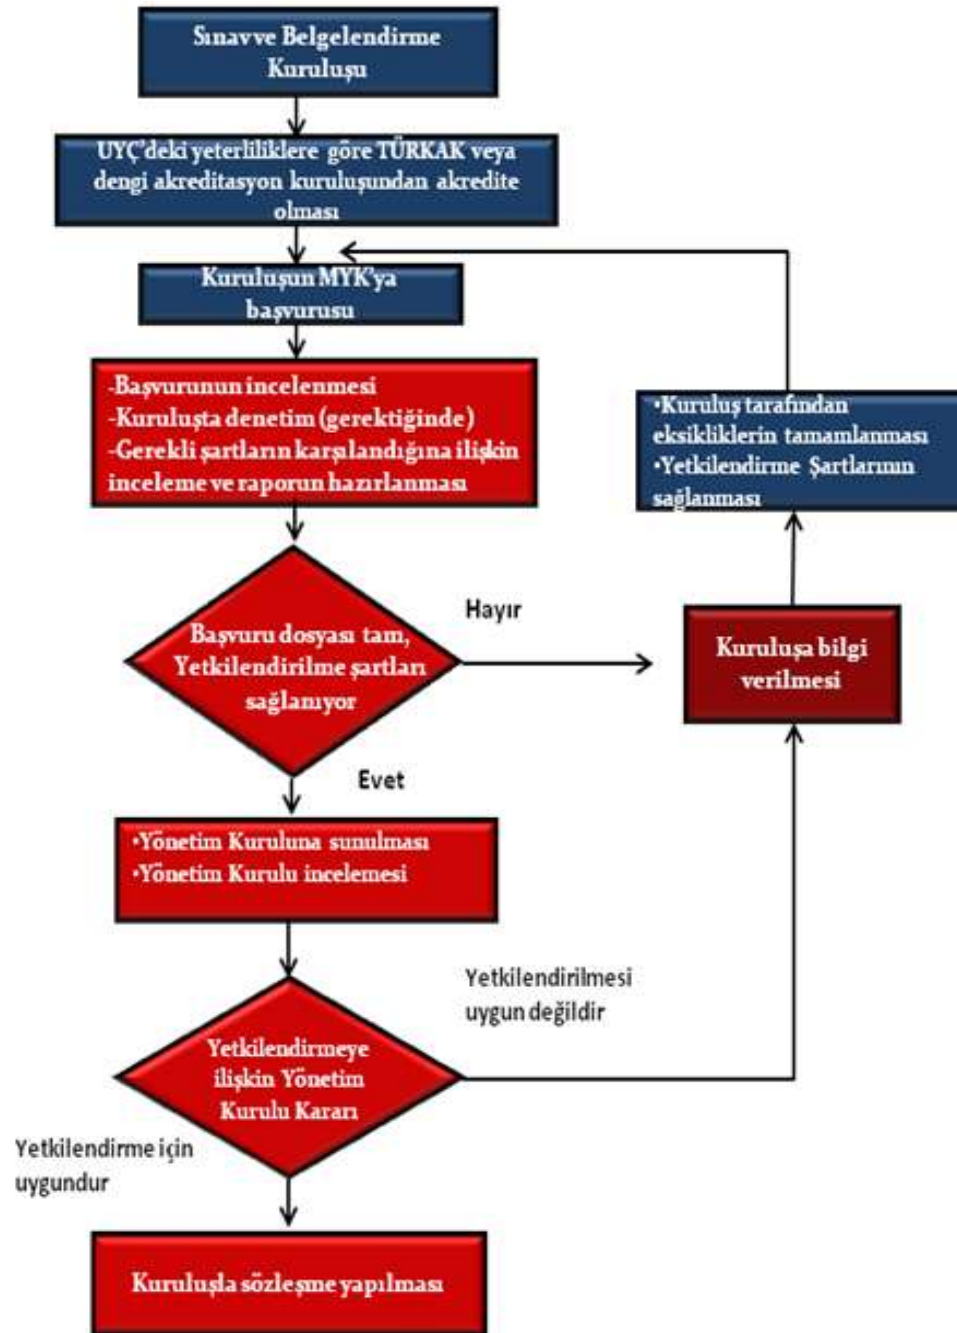 Sınav ve Belgelendirme
Kuruluşu
UYÇ'deki yeterliliklere göre TÜRKAK veya
dengi akreditasyon kuruluşundan akredite
olması
Kuruluşun MYK'ya
başvurusu
-Başvurunun incelenmesi
-Kuruluşta denetim (gerektiğinde)
-Gerekli şartların karşılandığına ilişkin
inceleme ve raporun hazırlanması
•Kuruluş tarafından
eksikliklerin tamamlanması
•Yetkilendirme Şartlarının
sağlanması
Başvuru dosyası tam,
Yetkilendirilme şartları
sağlanıyor
Hayır
Kuruluşa bilgi
verilmesi
Evet
•Yönetim Kuruluna sunulması
•Yönetim Kurulu incelemesi
Yetkilendirilmesi
uygun değildir
Yetkilendirmeye
ilişkin Yönetim
Kurulu Kararı
Yetkilendirme için
uygundur
Kuruluşla sözleşme yapılması